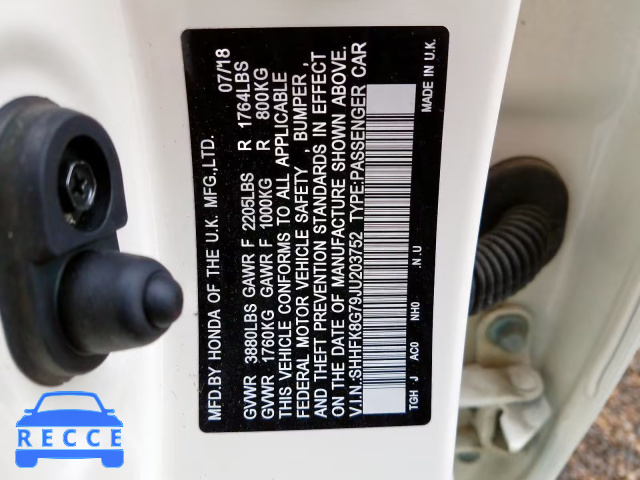 MFD.BY HONDA OF THE U.K. MFG.,LTD. 07/18
GVWR 3880LBS GAWR F 2205LBS R 1764LBS
GVWR 1760KG GAWR F 1000KG R 800KG
THIS VEHICLE CONFORMS TO ALL APPLICABLE
FEDERAL MOTOR VEHICLE SAFETY , BUMPER ,
AND THEFT PREVENTION STANDARDS IN EFFECT
ON THE DATE OF MANUFACTURE SHOWN ABOVE.
V.I.N.:SHHFK8G79JU203752 TYPE:PASSENGER CAR
TGH J AC0 NH0 .N.U MADE IN U.K.
RECCE